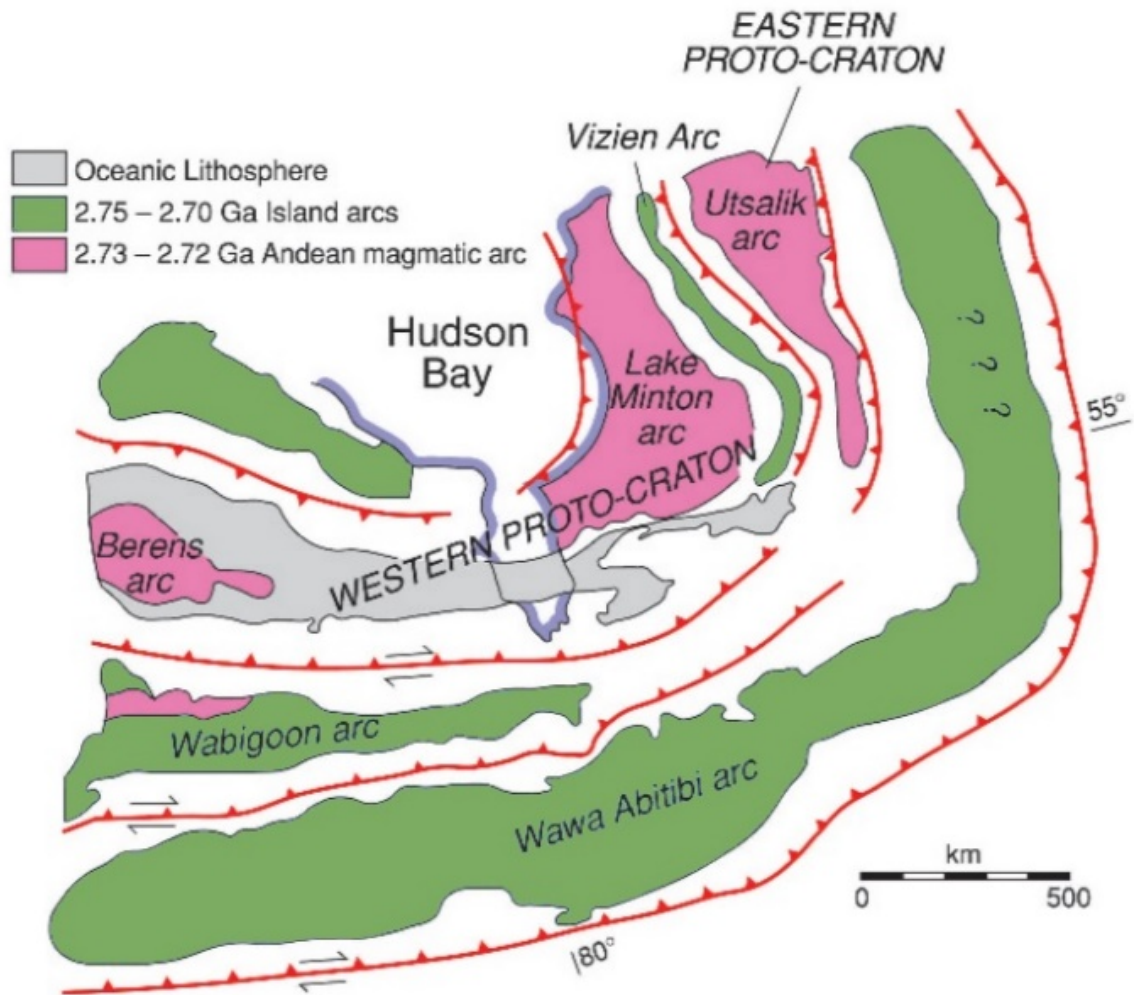 EASTERN
PROTO-CRATON
Vizien Arc
Oceanic Lithosphere
2.75 – 2.70 Ga Island arcs
2.73 – 2.72 Ga Andean magmatic arc
Utsalik
arc
Hudson
Bay
Lake
Minton
arc
? 
?
?
55°
WESTERN PROTO-CRATON
Berens
arc
Wabigoon arc
Wawa Abitibi arc
km
0 500
80°